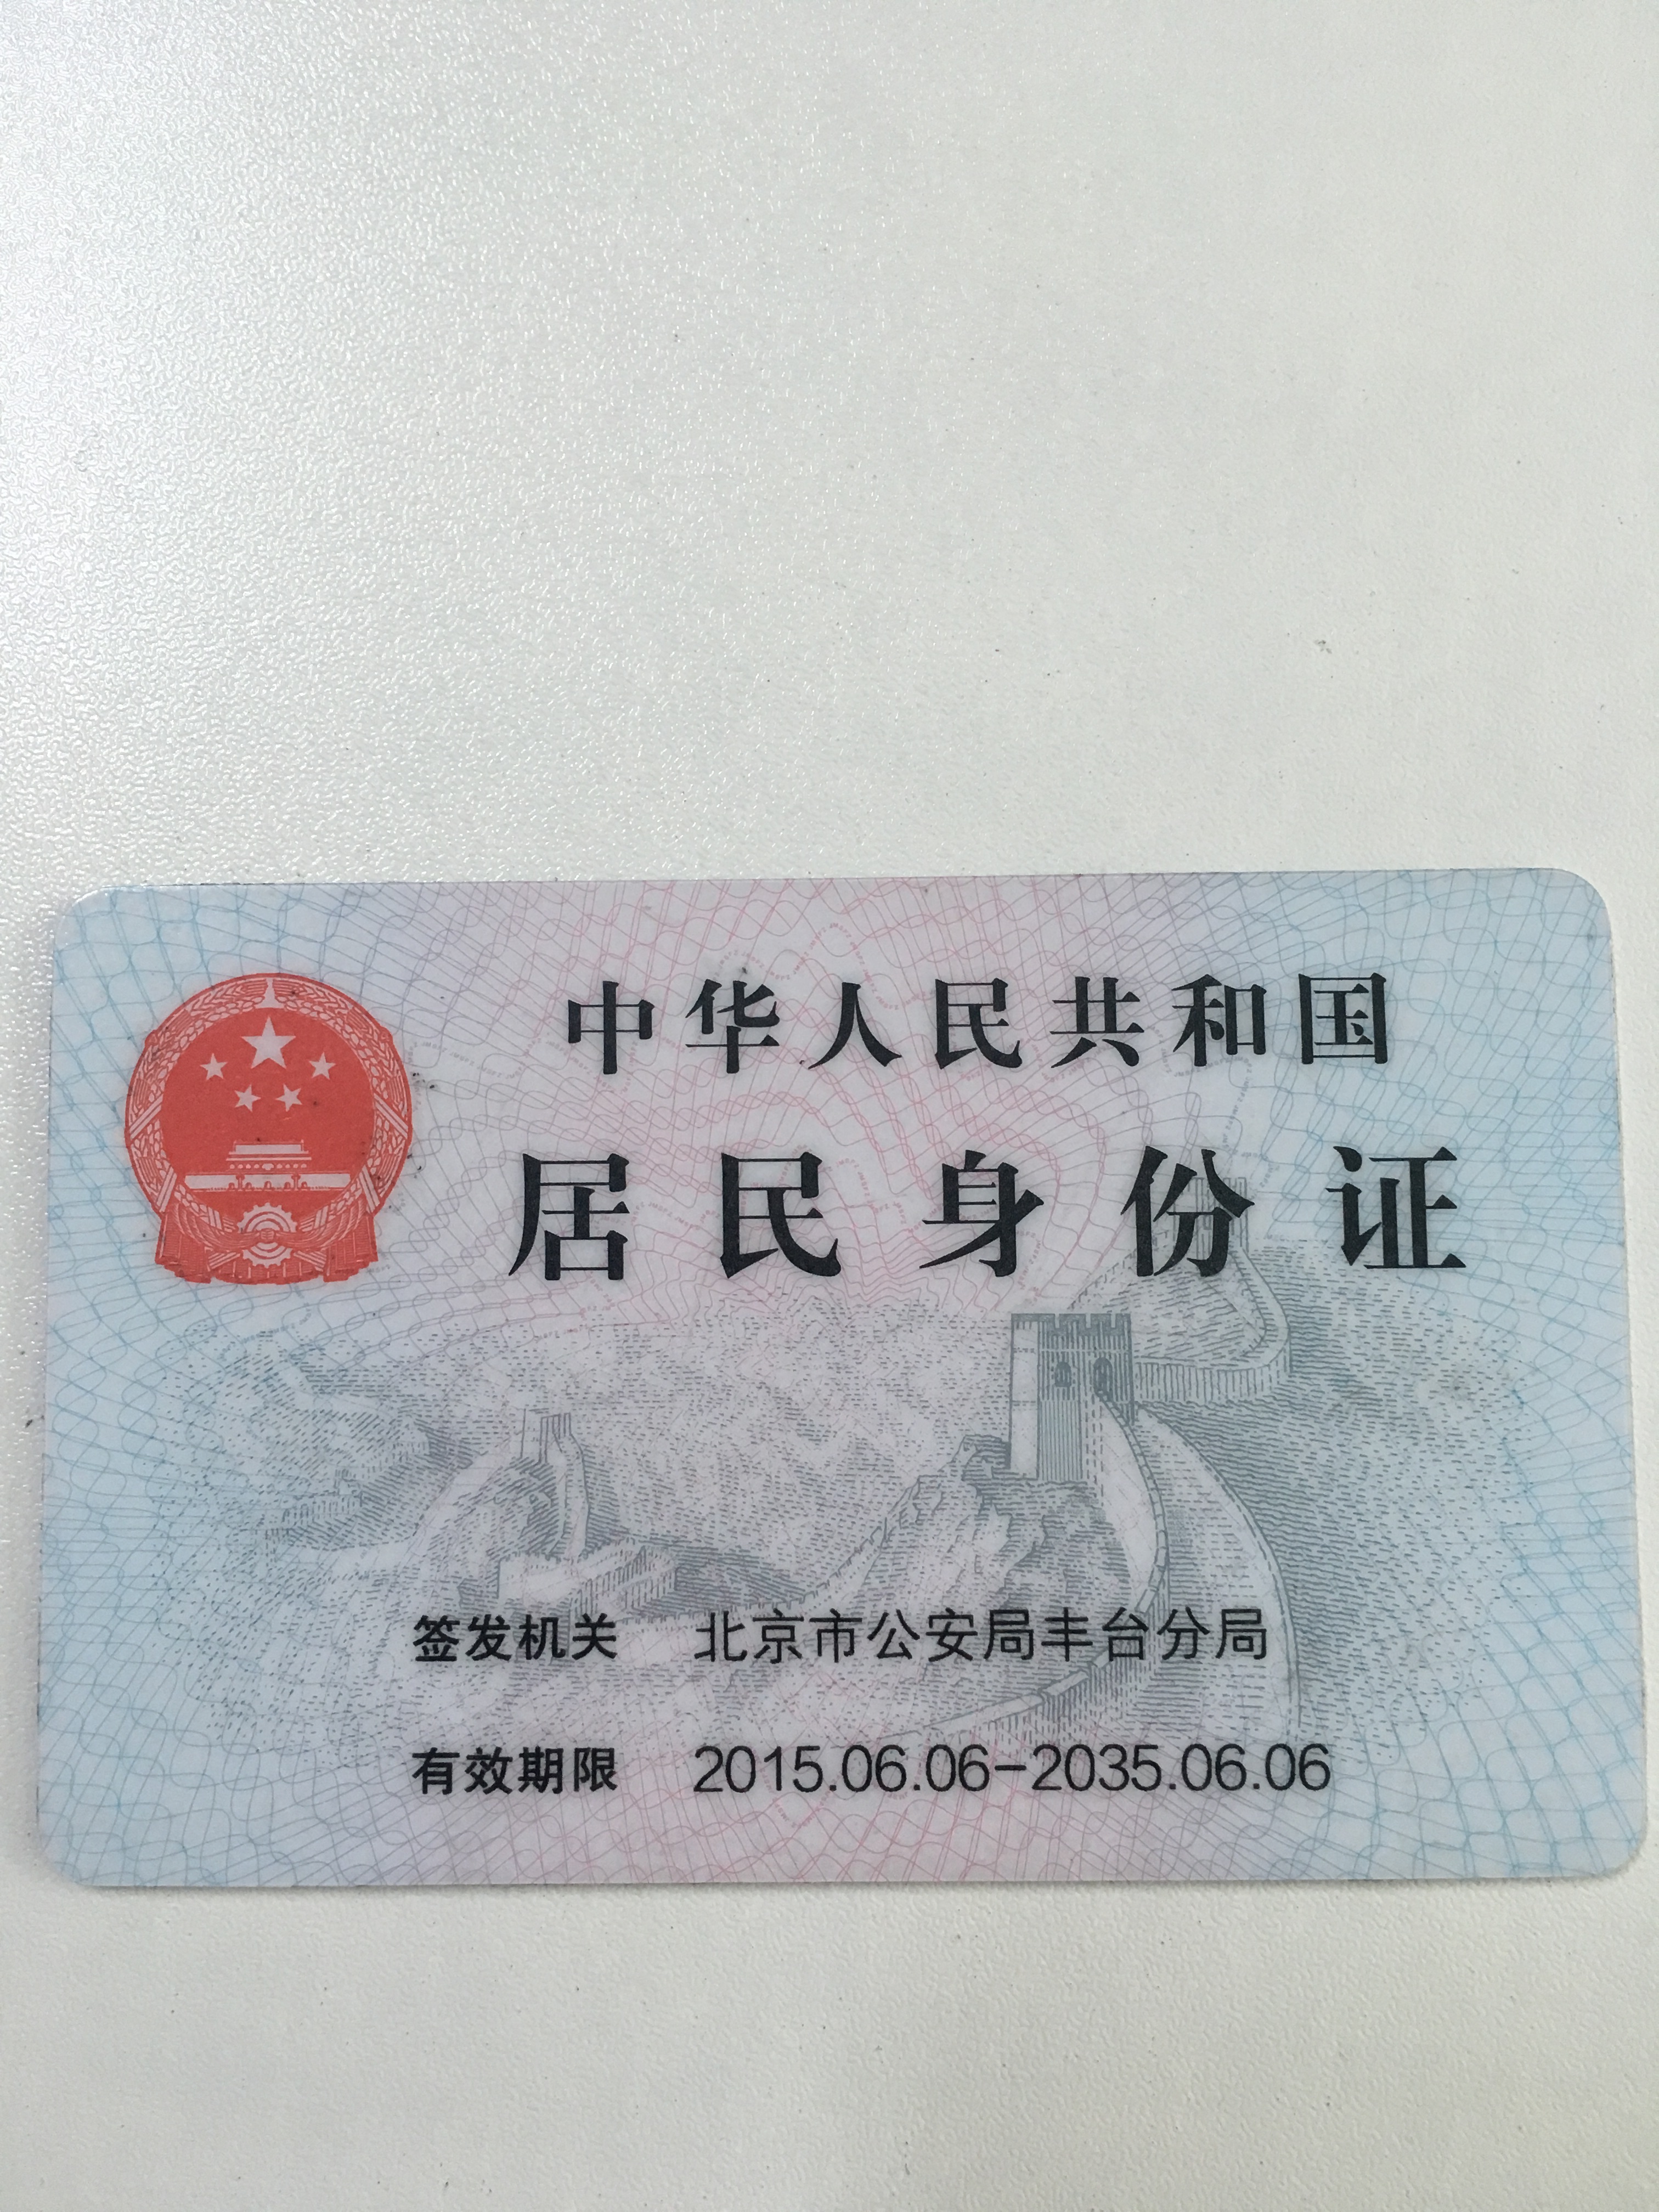 中华人民共和国
居民身份证
签发机关 北京市公安局丰台分局
有效期限 2015.06.06-2035.06.06